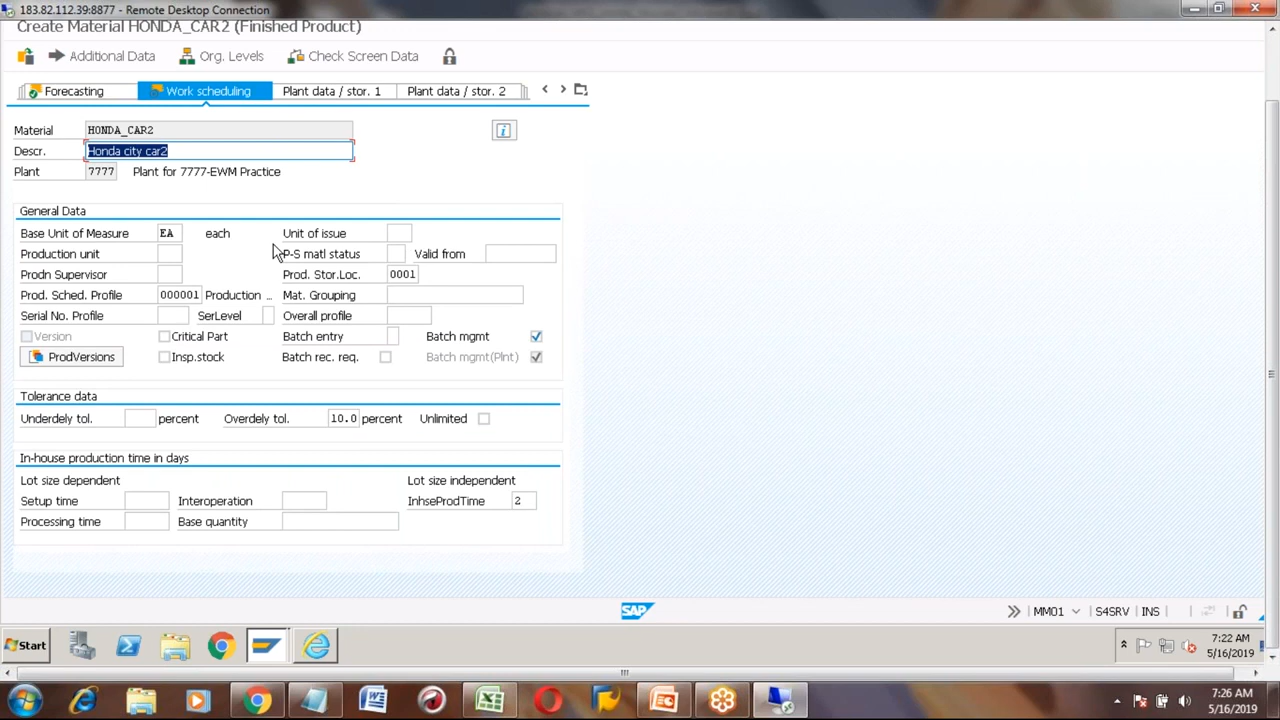 183.82.112.39:8877 - Remote Desktop Connection
Create Material HONDA_CAR2 (Finished Product)
Additional Data Org. Levels Check Screen Data
Forecasting Work scheduling Plant data / stor. 1 Plant data / stor. 2
Material HONDA_CAR2
Descr. Honda city car2
Plant 7777 Plant for 7777-EWM Practice
General Data
Base Unit of Measure EA each Unit of issue
Production unit P-S matl status Valid from
Prodn Supervisor Prod. Stor.Loc. 0001
Prod. Sched. Profile 000001 Production ... Mat. Grouping
Serial No. Profile SerLevel Overall profile
Version Critical Part Batch entry Batch mgmt
ProdVersions Insp.stock Batch rec. req. Batch mgmt(Plnt)
Tolerance data
Underdely tol. percent Overdely tol. 10.0 percent Unlimited
In-house production time in days
Lot size dependent Lot size independent
Setup time Interoperation InhseProdTime 2
Processing time Base quantity
SAP MM01 S4SRV INS
Start 7:22 AM
5/16/2019
7:26 AM
5/16/2019